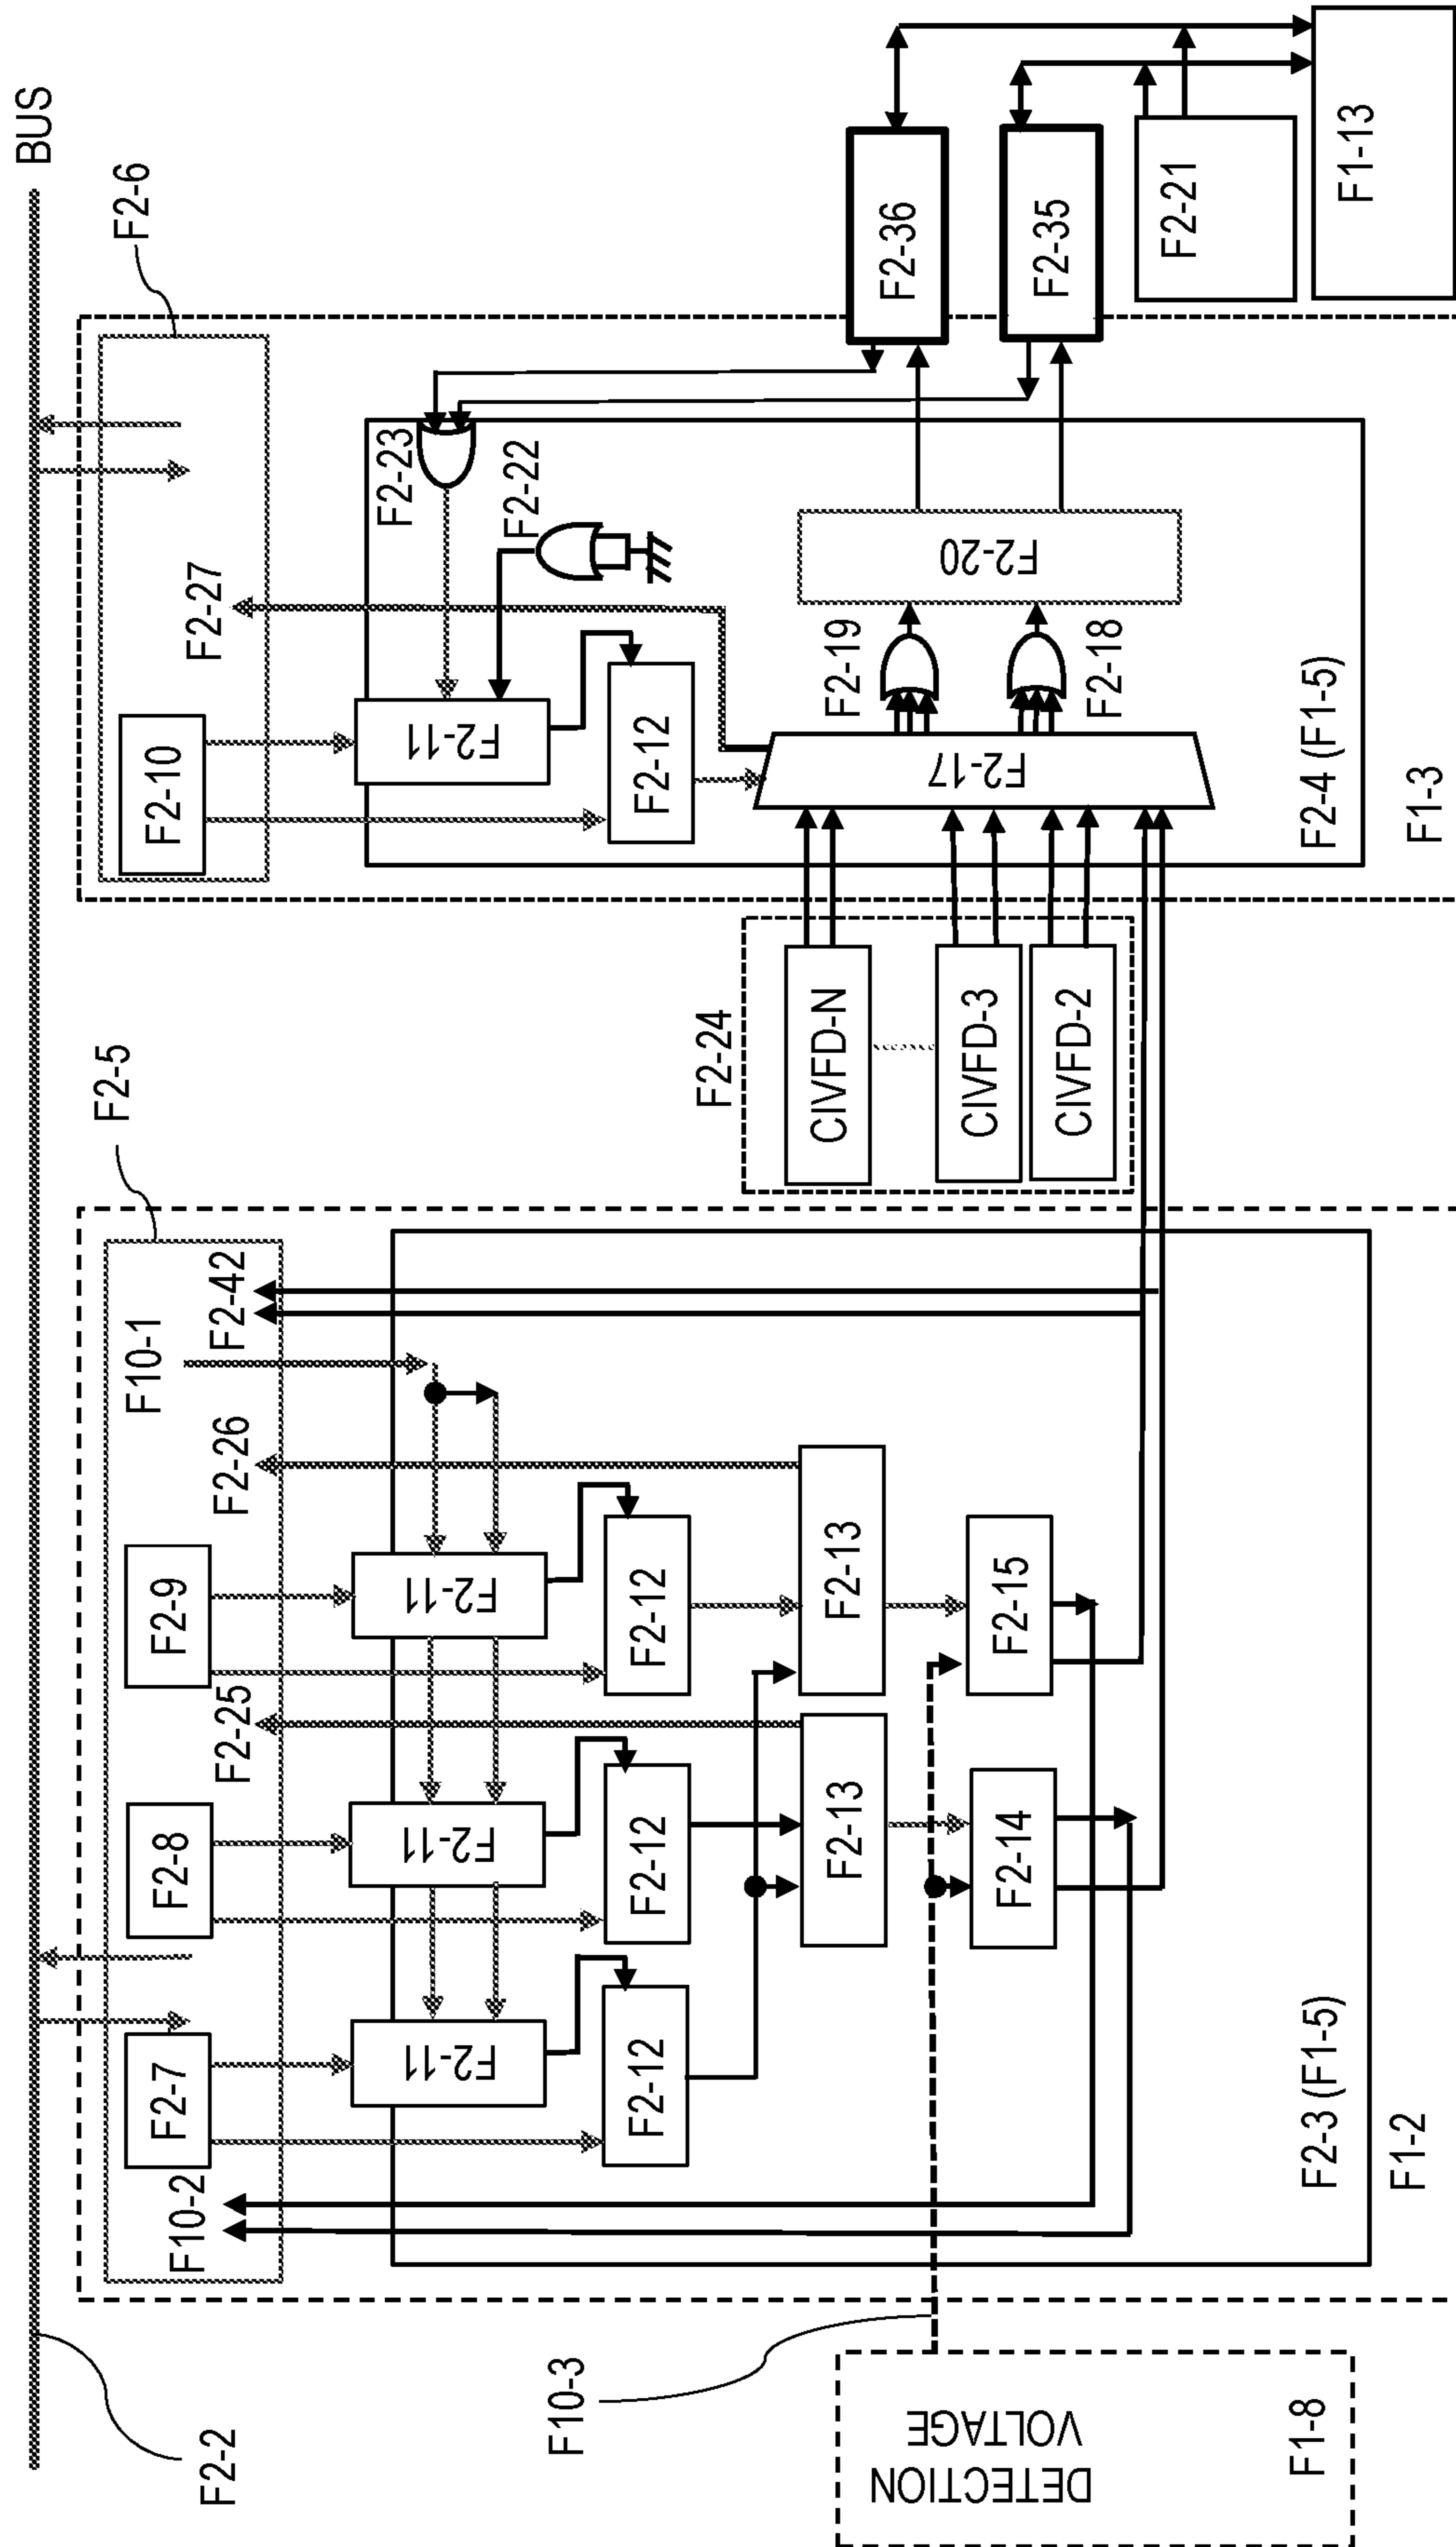 BUS
F2-2
F2-5
F2-6
F10-2
F2-7
F2-8
F2-25
F2-9
F2-26
F10-1
F2-42
F2-10
F2-27
F2-11
F2-11
F2-11
F2-11
F2-23
F2-22
F2-12
F2-12
F2-12
F2-12
F2-13
F2-13
F2-24
CIVFD-N
CIVFD-3
CIVFD-2
F2-17
F2-19
F2-18
F2-20
F2-36
F2-35
F2-21
F1-13
F10-3
F2-14
F2-15
VOLTAGE
DETECTION
F1-8
F2-3 (F1-5)
F1-2
F2-4 (F1-5)
F1-3